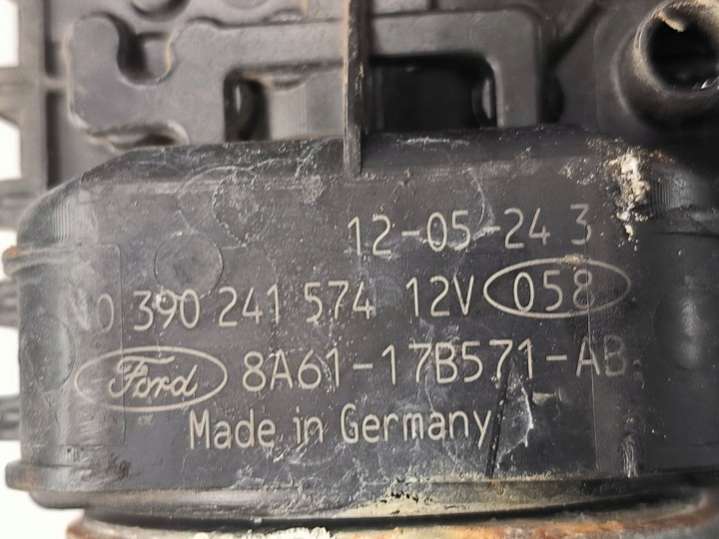 12-05-24 3
0 390 241 574 12V 058
Ford 8A61-17B571-AB
Made in Germany